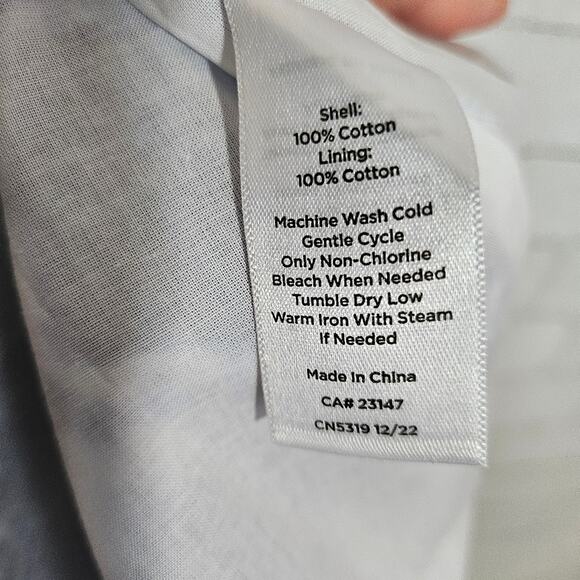 Shell:
100% Cotton
Lining:
100% Cotton
Machine Wash Cold
Gentle Cycle
Only Non-Chlorine
Bleach When Needed
Tumble Dry Low
Warm Iron With Steam
If Needed
Made In China
CA# 23147
CN5319 12/22